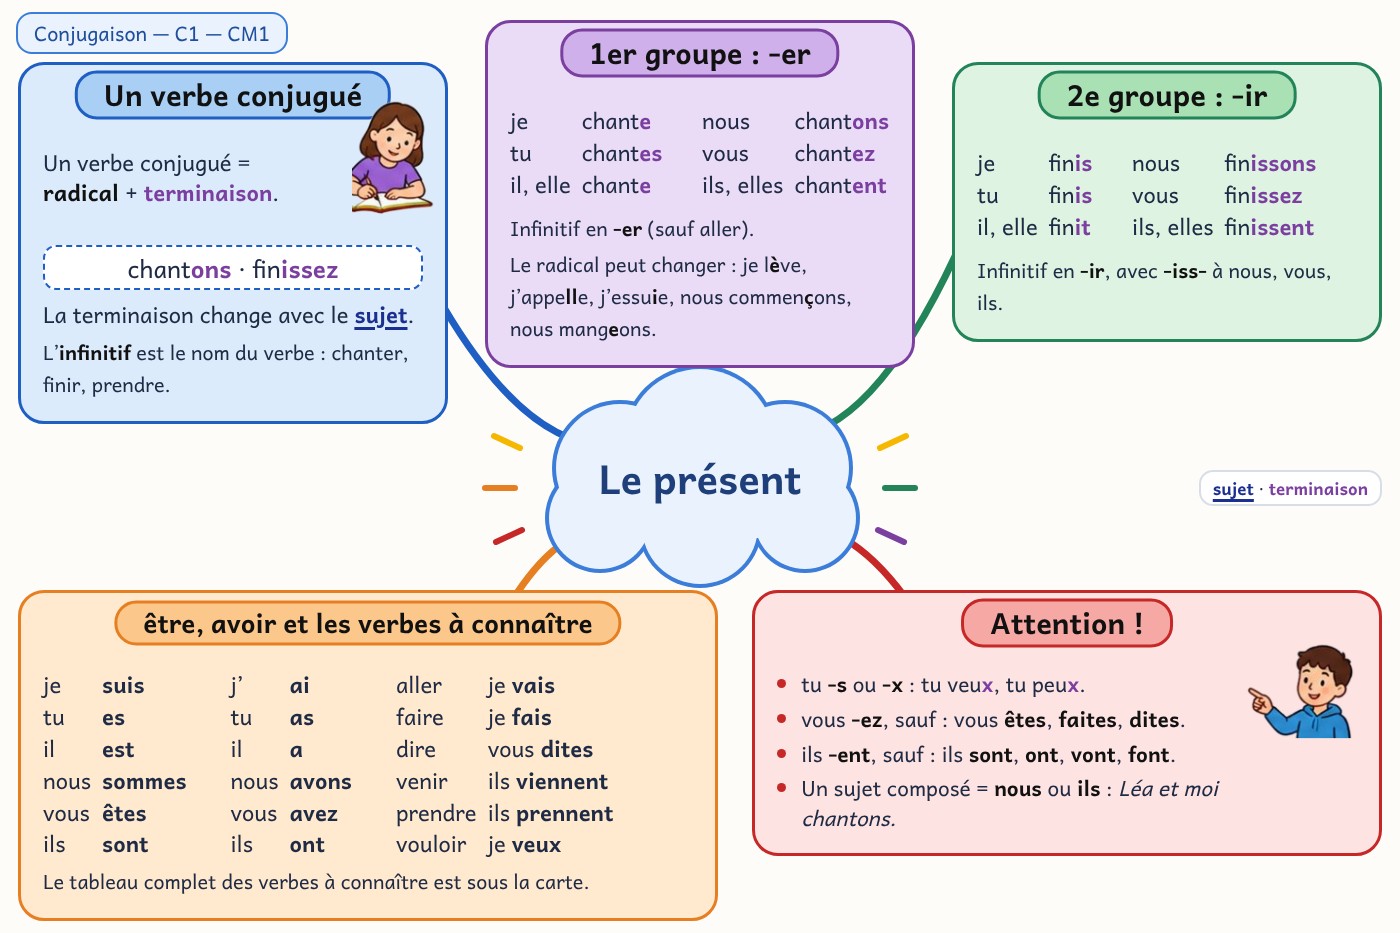 Conjugaison — C1 — CM1
Un verbe conjugué
Un verbe conjugué =
radical + terminaison.
chantons · finissez
La terminaison change avec le sujet.
L'infinitif est le nom du verbe : chanter,
finir, prendre.
1er groupe : -er
je chante nous chantons
tu chantes vous chantez
il, elle chante ils, elles chantent
Infinitif en -er (sauf aller).
Le radical peut changer : je lève,
j'appelle, j'essuie, nous commençons,
nous mangeons.
2e groupe : -ir
je finis nous finissons
tu finis vous finissez
il, elle finit ils, elles finissent
Infinitif en -ir, avec -iss- à nous, vous,
ils.
Le présent
sujet · terminaison
être, avoir et les verbes à connaître
je suis j' ai aller je vais
tu es tu as faire je fais
il est il a dire vous dites
nous sommes nous avons venir ils viennent
vous êtes vous avez prendre ils prennent
ils sont ils ont vouloir je veux
Le tableau complet des verbes à connaître est sous la carte.
Attention !
• tu -s ou -x : tu veux, tu peux.
• vous -ez, sauf : vous êtes, faites, dites.
• ils -ent, sauf : ils sont, ont, vont, font.
• Un sujet composé = nous ou ils : Léa et moi
chantons.